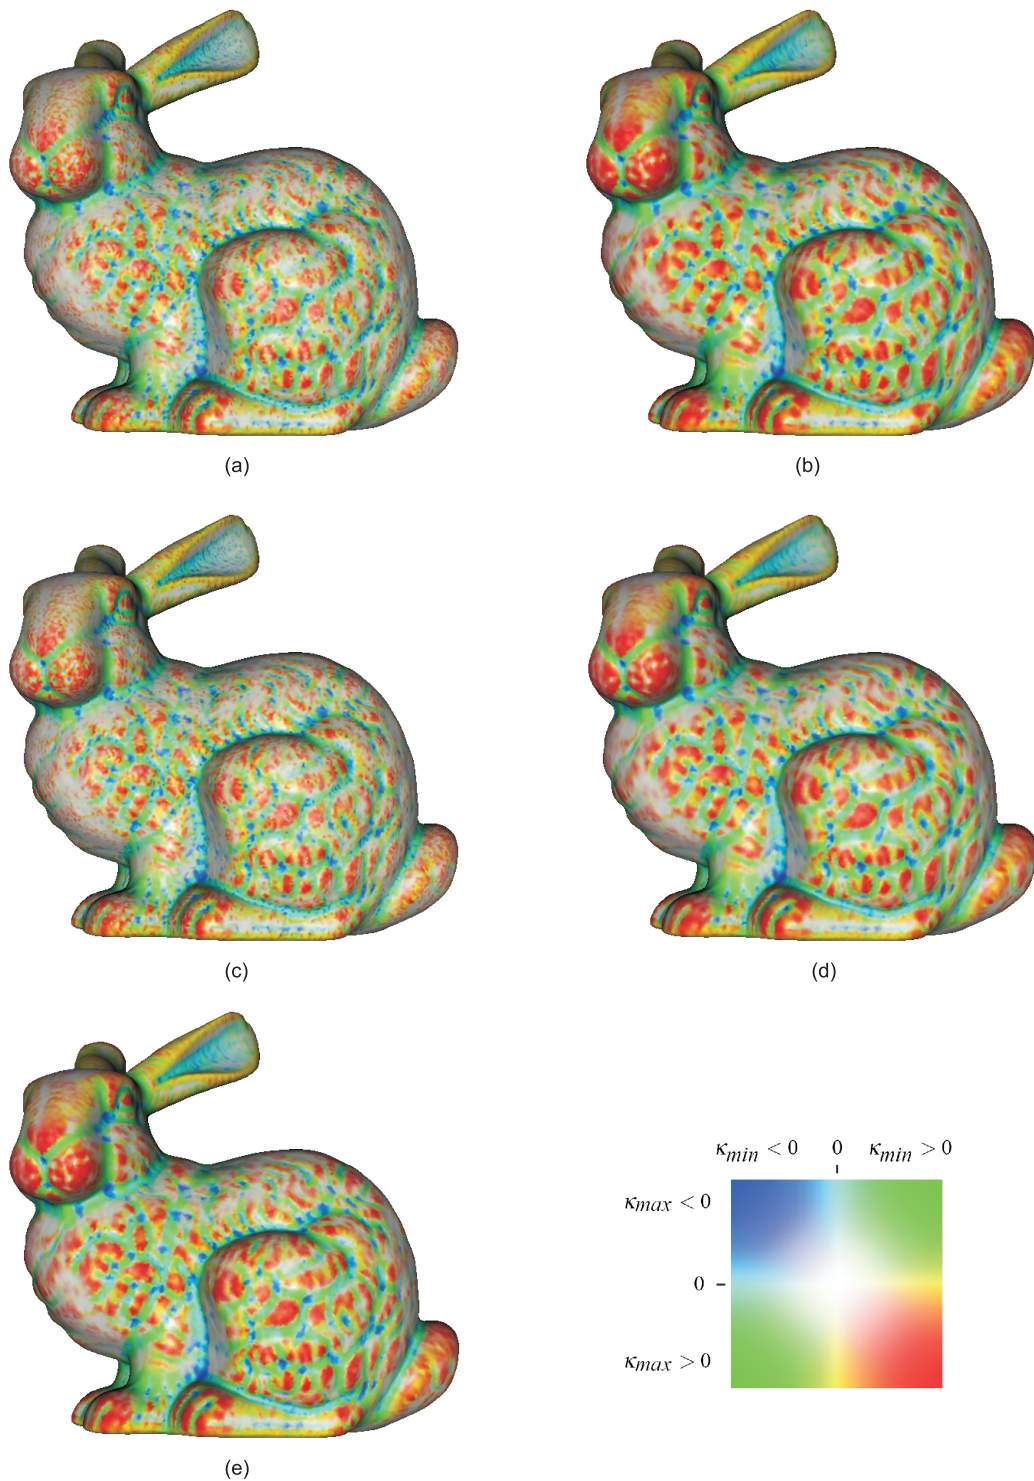 (a)
(b)
(c)
(d)
κmin < 0 0 κmin > 0
κmax < 0
0
κmax > 0
(e)